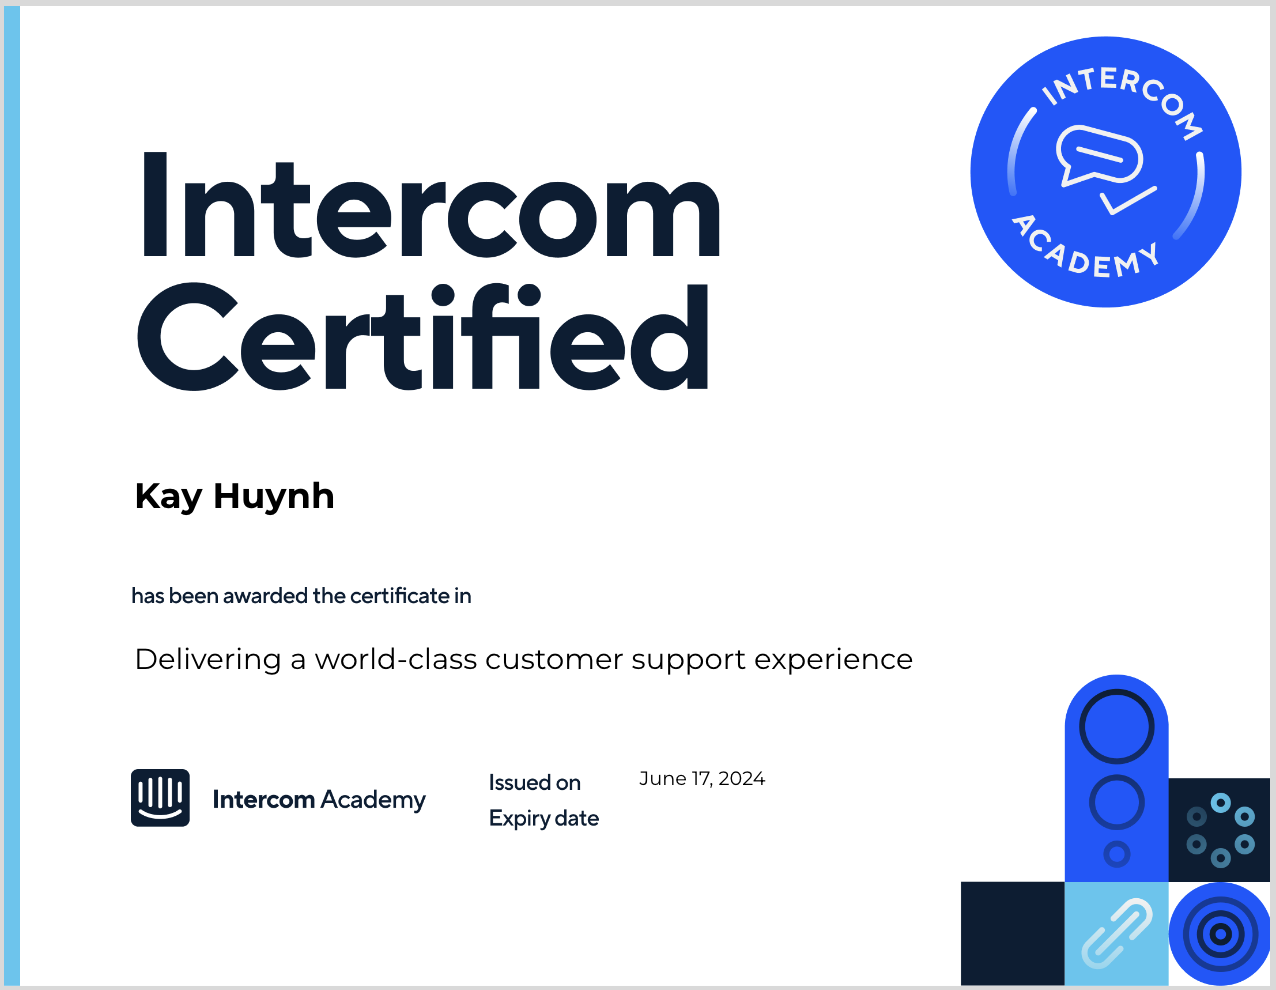 INTERCOM
ACADEMY
Intercom
Certified
Kay Huynh
has been awarded the certificate in
Delivering a world-class customer support experience
Intercom Academy
Issued on June 17, 2024
Expiry date